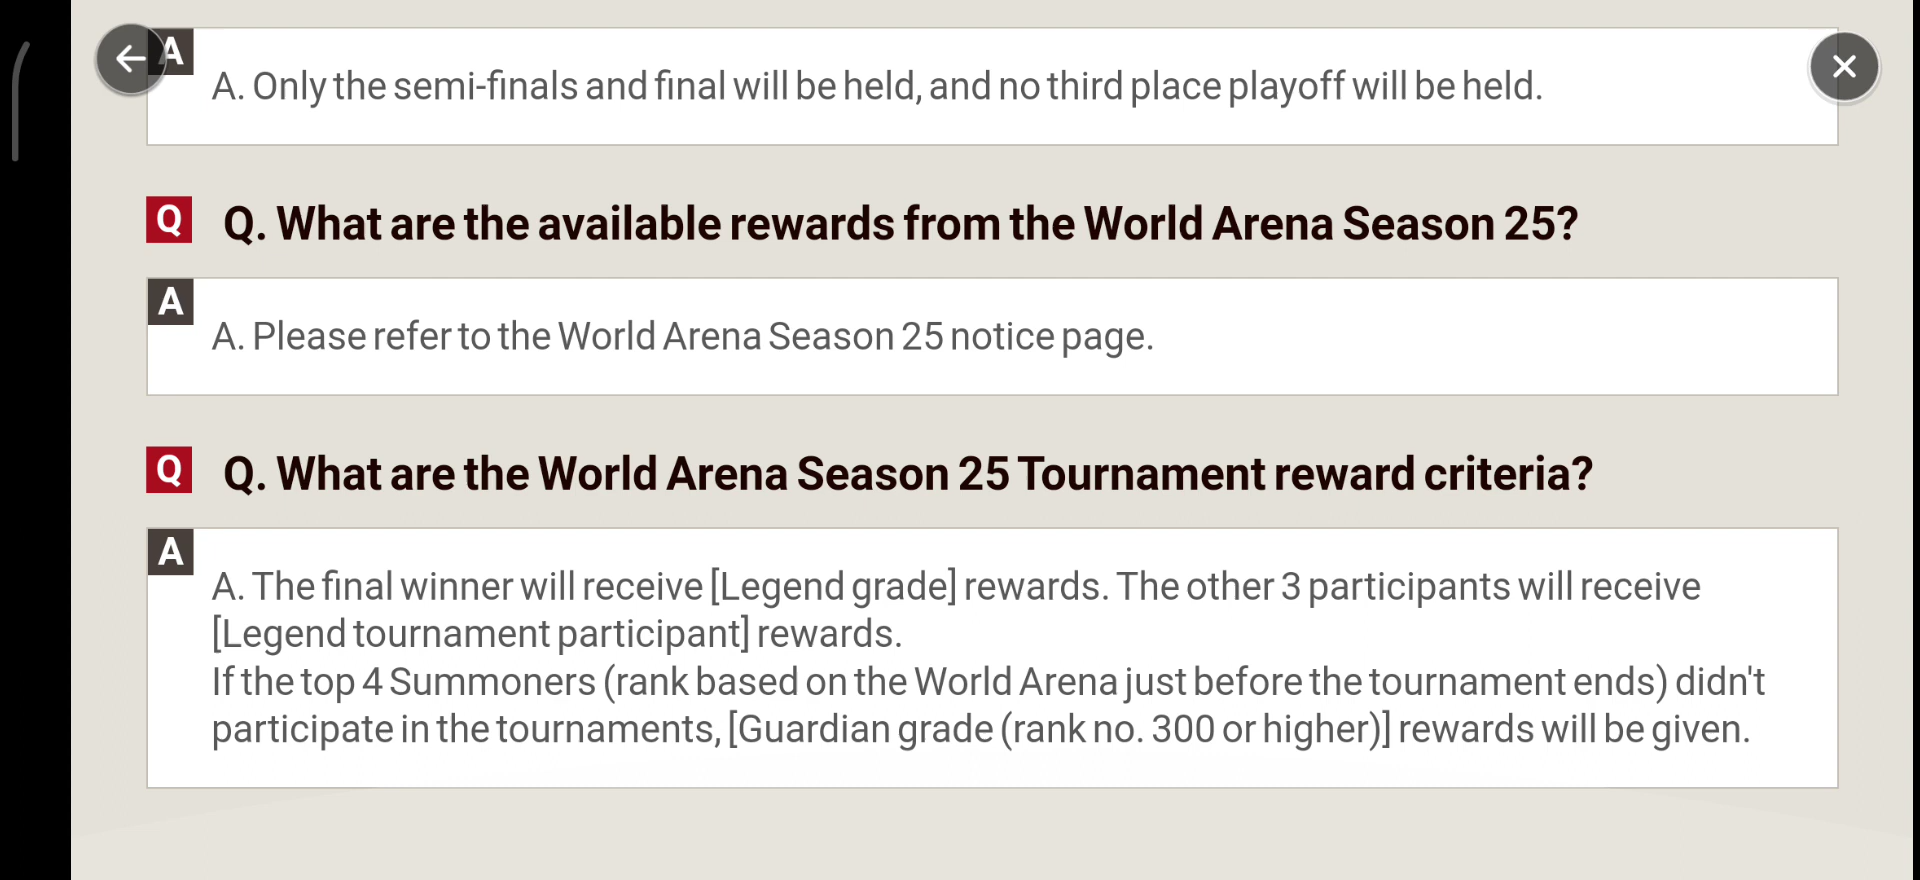 A
A. Only the semi-finals and final will be held, and no third place playoff will be held.
Q Q. What are the available rewards from the World Arena Season 25?
A
A. Please refer to the World Arena Season 25 notice page.
Q Q. What are the World Arena Season 25 Tournament reward criteria?
A
A. The final winner will receive [Legend grade] rewards. The other 3 participants will receive
[Legend tournament participant] rewards.
If the top 4 Summoners (rank based on the World Arena just before the tournament ends) didn't
participate in the tournaments, [Guardian grade (rank no. 300 or higher)] rewards will be given.